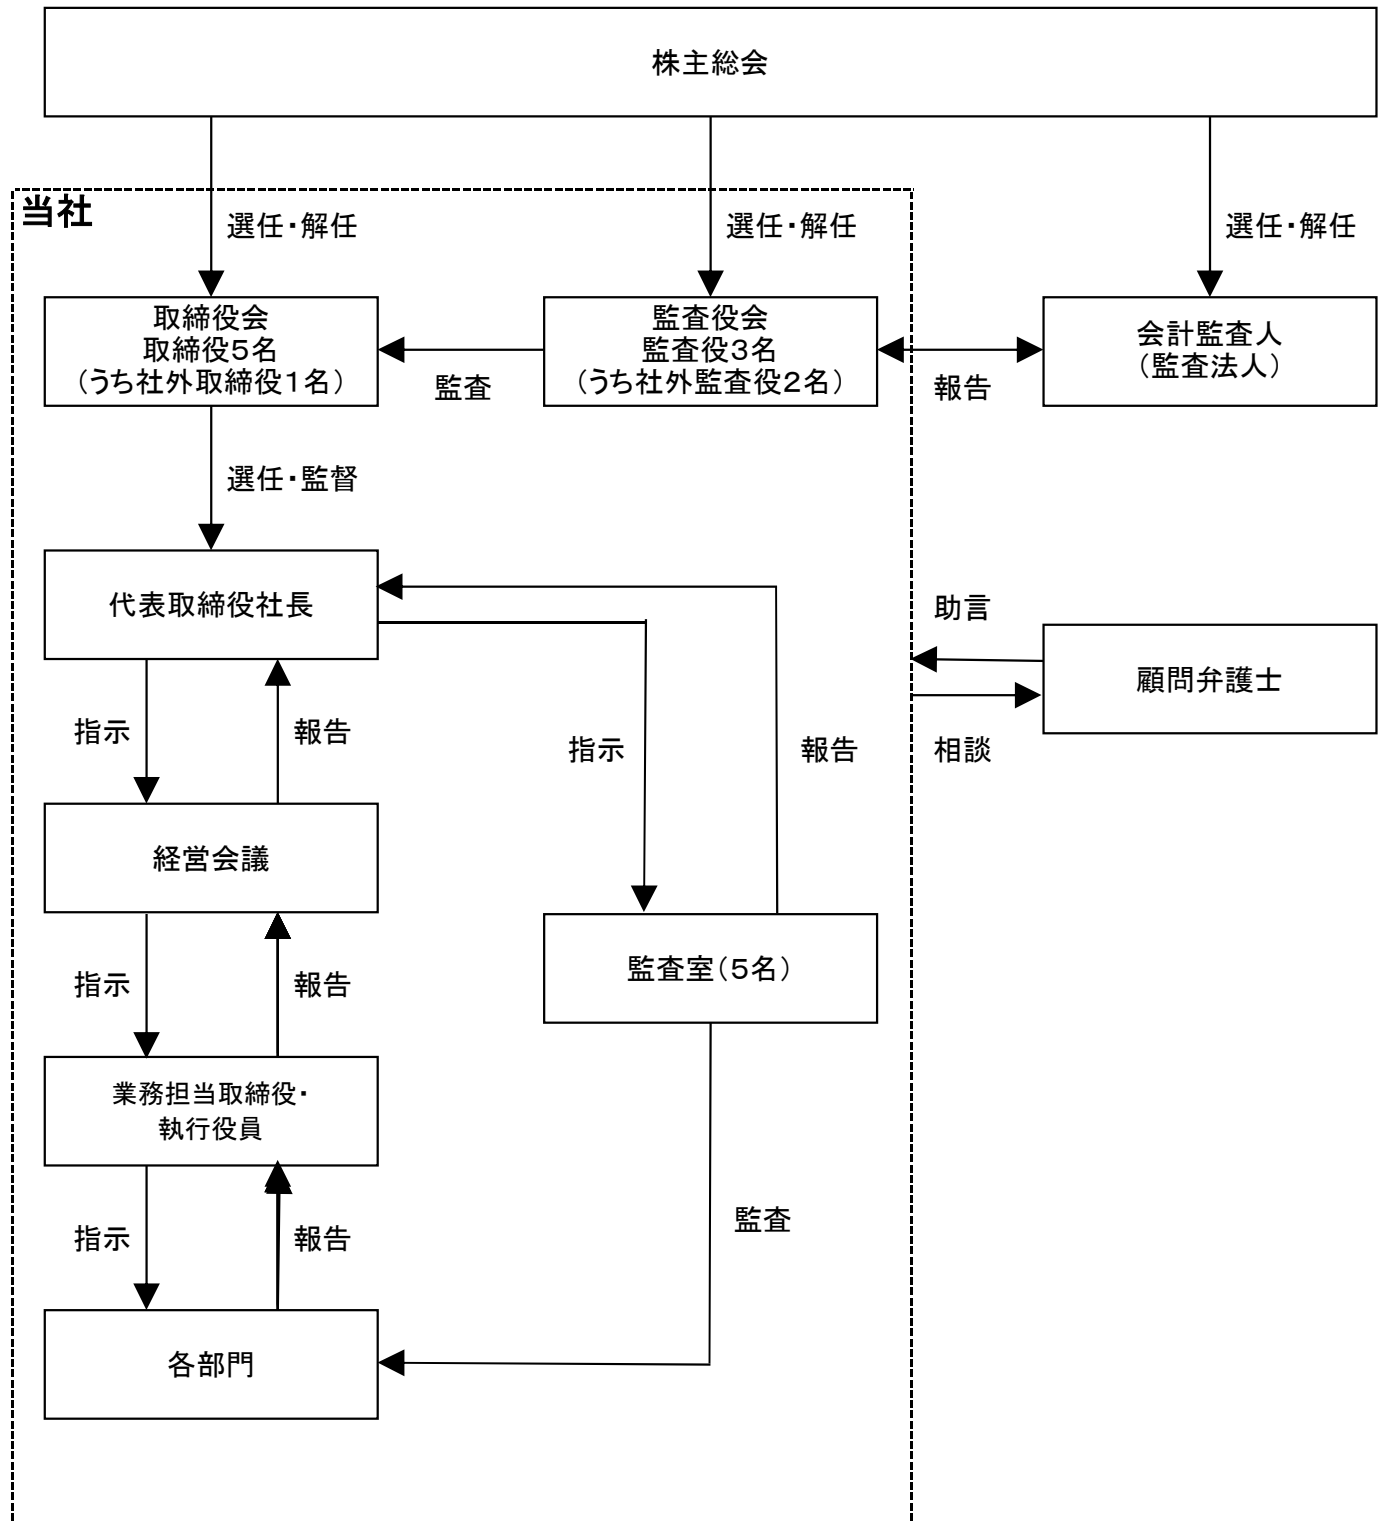 株主総会
当社
選任・解任
選任・解任
選任・解任
取締役会
取締役5名
（うち社外取締役1名）
監査
監査役会
監査役3名
（うち社外監査役2名）
報告
会計監査人
（監査法人）
選任・監督
代表取締役社長
助言
顧問弁護士
相談
指示
報告
指示
報告
経営会議
監査室（5名）
指示
報告
業務担当取締役・
執行役員
指示
報告
監査
各部門